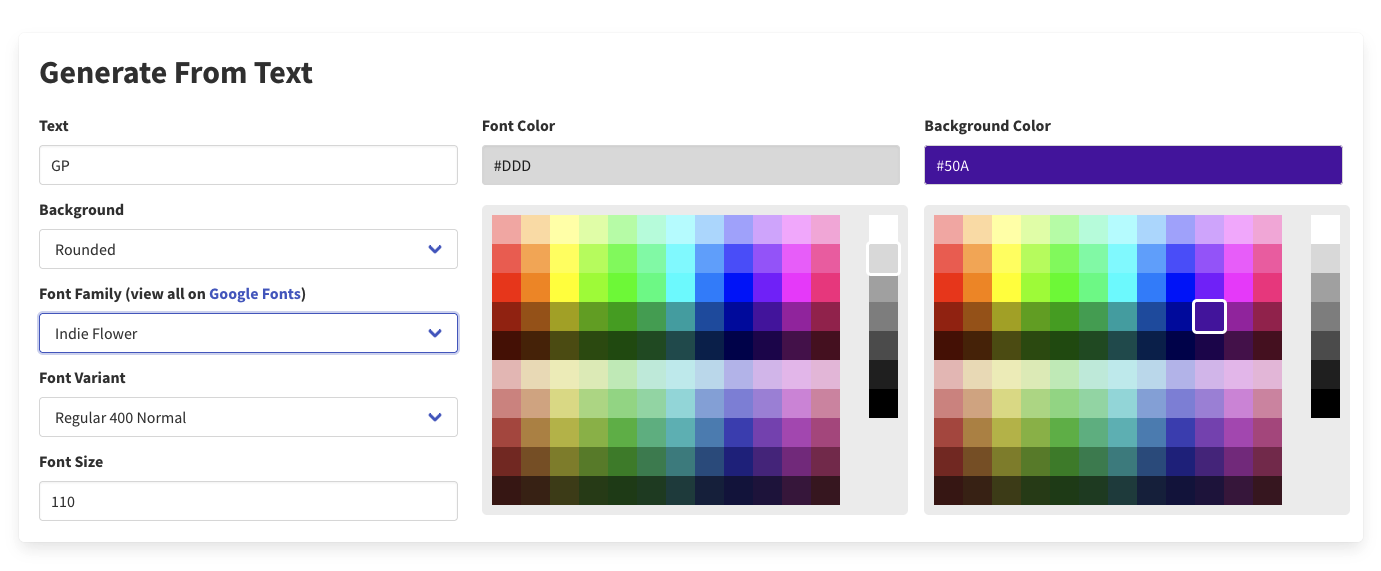 Generate From Text
Text
GP
Background
Rounded
Font Family (view all on Google Fonts)
Indie Flower
Font Variant
Regular 400 Normal
Font Size
110
Font Color
#DDD
Background Color
#50A